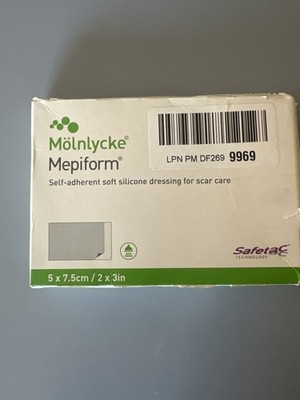 Mölnlycke®
Mepiform®
LPN PM DF269 9969
Self-adherent soft silicone dressing for scar care
Safetac®
TECHNOLOGY
5 x 7.5cm / 2 x 3in